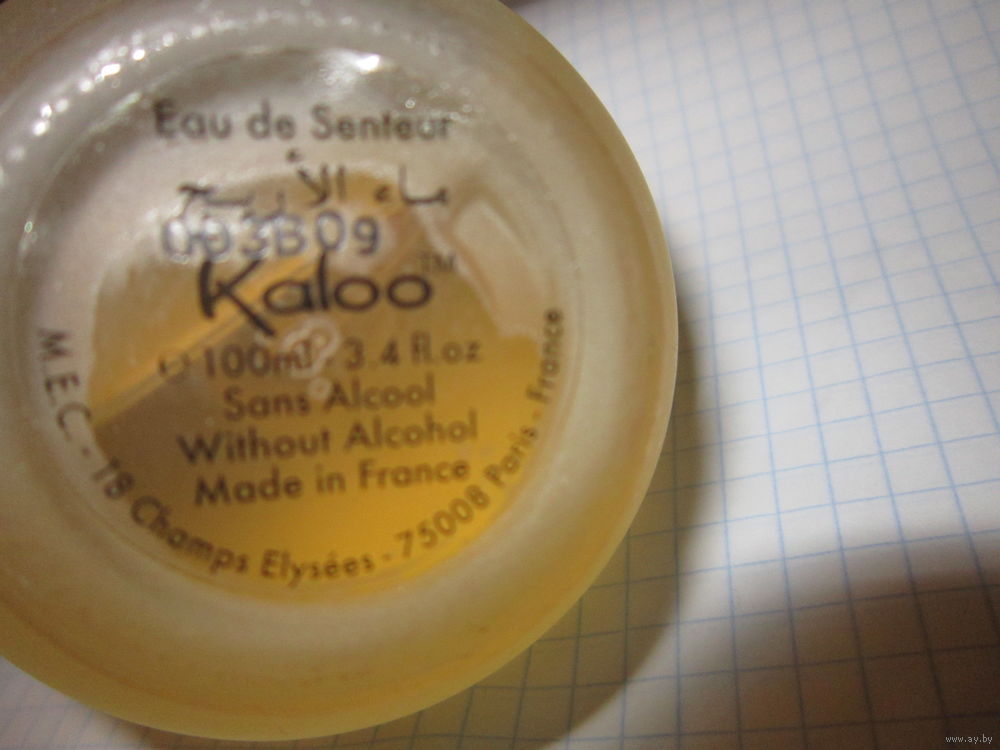 Eau de Senteur
ماء الأريج
003B09
Kaloo™
℮ 100ml - 3.4 fl.oz
Sans Alcool
Without Alcohol
Made in France
M.E.C. - 18 Champs Elysées - 75008 Paris - France
www.ay.by